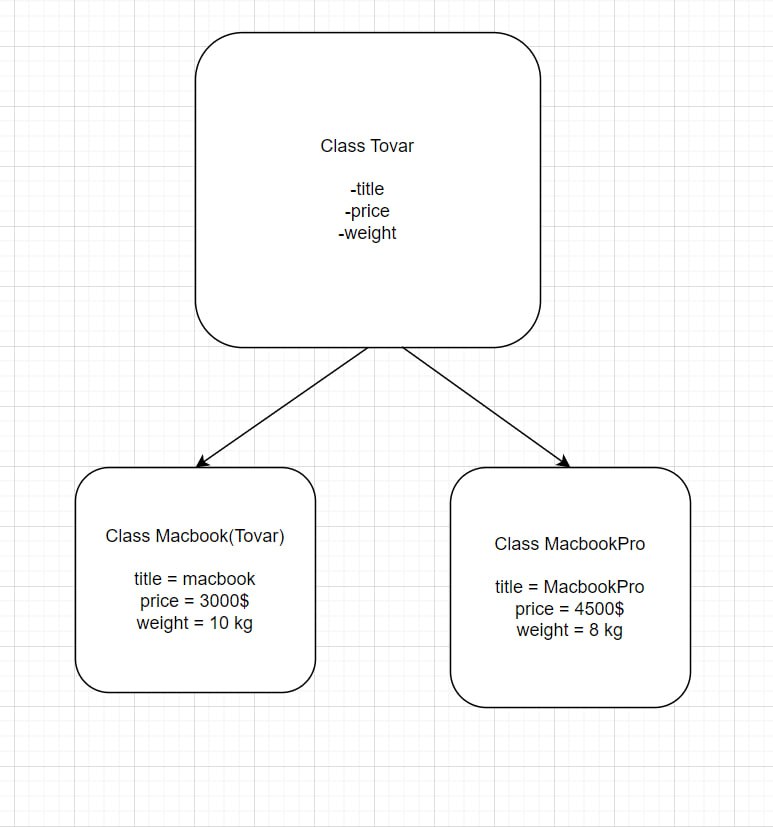 Class Tovar
-title
-price
-weight
Class Macbook(Tovar)
title = macbook
price = 3000$
weight = 10 kg
Class MacbookPro
title = MacbookPro
price = 4500$
weight = 8 kg